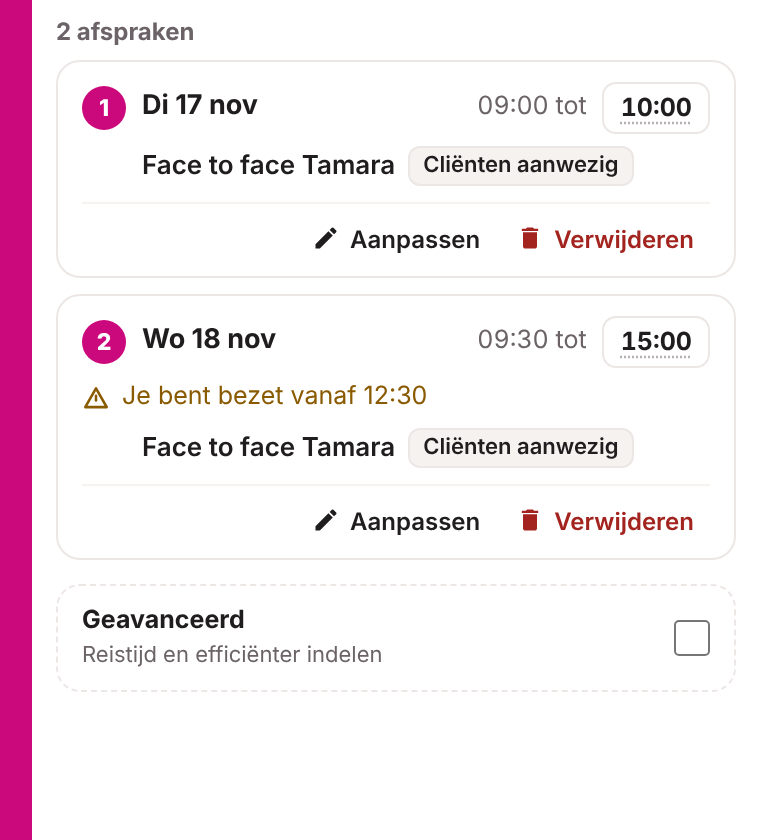 2 afspraken
1 Di 17 nov 09:00 tot 10:00
Face to face Tamara Cliënten aanwezig
Aanpassen Verwijderen
2 Wo 18 nov 09:30 tot 15:00
Je bent bezet vanaf 12:30
Face to face Tamara Cliënten aanwezig
Aanpassen Verwijderen
Geavanceerd
Reistijd en efficiënter indelen